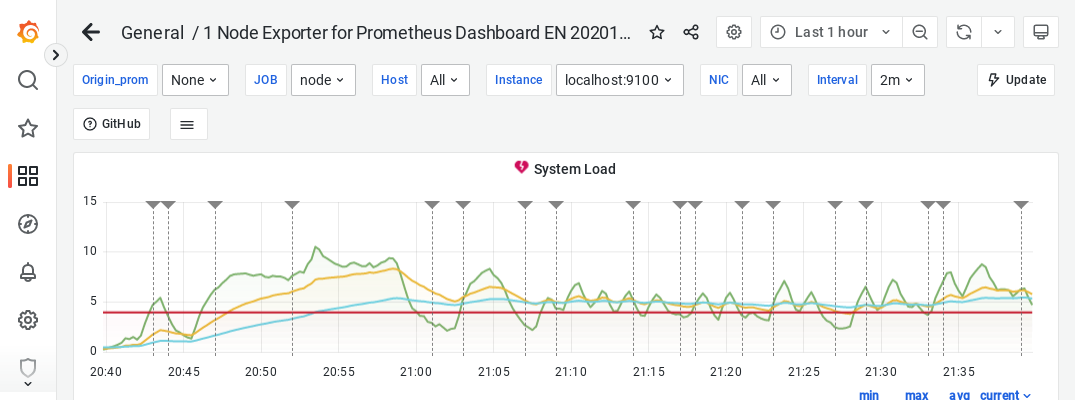 General / 1 Node Exporter for Prometheus Dashboard EN 20201... Last 1 hour
Origin_prom None JOB node Host All Instance localhost:9100 NIC All Interval 2m Update
GitHub
System Load
15
10
5
0
20:40 20:45 20:50 20:55 21:00 21:05 21:10 21:15 21:20 21:25 21:30 21:35
min max avg current